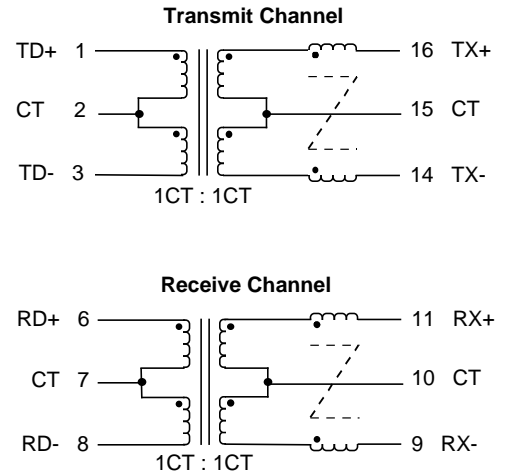 Transmit Channel
TD+ 1 16 TX+
CT 2 15 CT
TD- 3 14 TX-
1CT : 1CT
Receive Channel
RD+ 6 11 RX+
CT 7 10 CT
RD- 8 9 RX-
1CT : 1CT